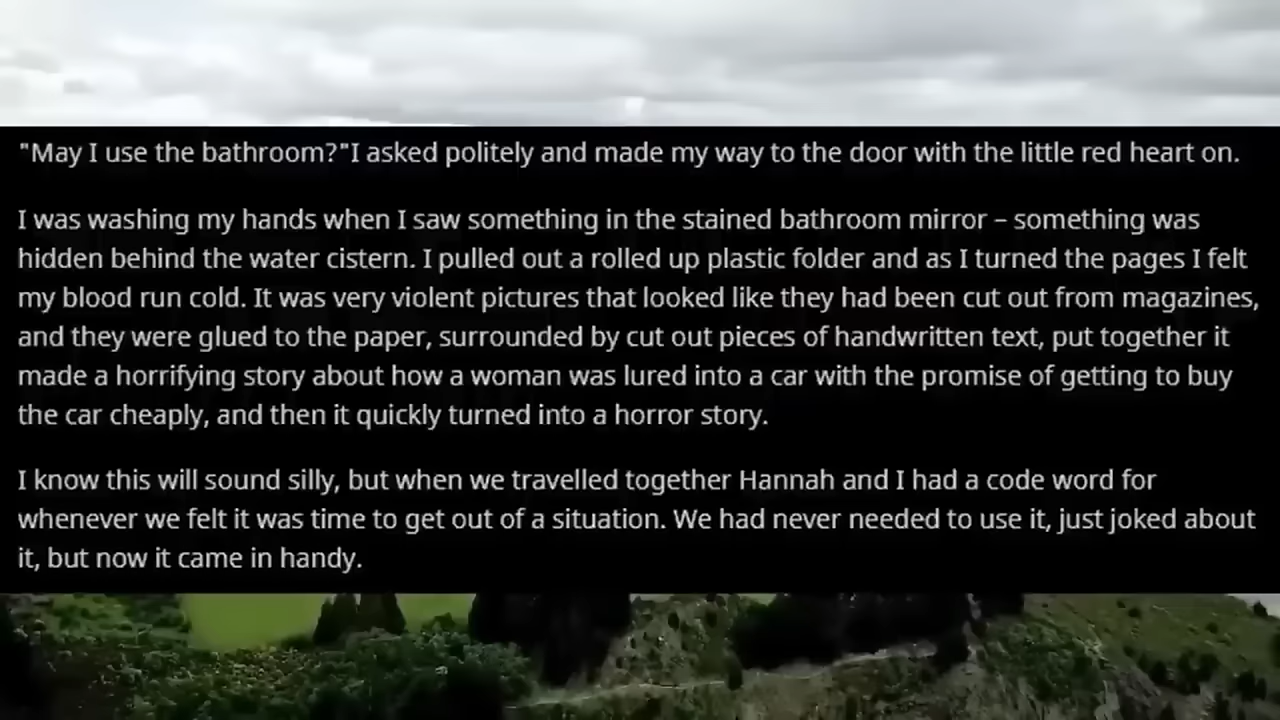 "May I use the bathroom?"I asked politely and made my way to the door with the little red heart on.
I was washing my hands when I saw something in the stained bathroom mirror – something was
hidden behind the water cistern. I pulled out a rolled up plastic folder and as I turned the pages I felt
my blood run cold. It was very violent pictures that looked like they had been cut out from magazines,
and they were glued to the paper, surrounded by cut out pieces of handwritten text, put together it
made a horrifying story about how a woman was lured into a car with the promise of getting to buy
the car cheaply, and then it quickly turned into a horror story.
I know this will sound silly, but when we travelled together Hannah and I had a code word for
whenever we felt it was time to get out of a situation. We had never needed to use it, just joked about
it, but now it came in handy.